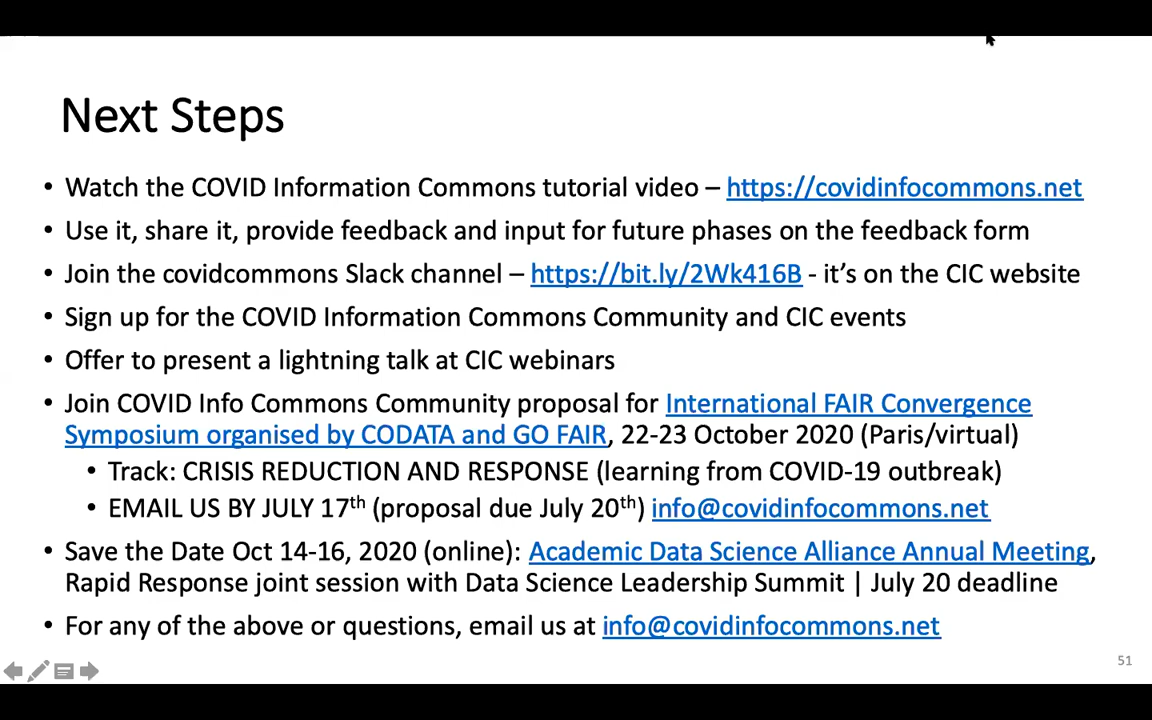 Next Steps
• Watch the COVID Information Commons tutorial video – https://covidinfocommons.net
• Use it, share it, provide feedback and input for future phases on the feedback form
• Join the covidcommons Slack channel – https://bit.ly/2Wk416B - it's on the CIC website
• Sign up for the COVID Information Commons Community and CIC events
• Offer to present a lightning talk at CIC webinars
• Join COVID Info Commons Community proposal for International FAIR Convergence
Symposium organised by CODATA and GO FAIR, 22-23 October 2020 (Paris/virtual)
• Track: CRISIS REDUCTION AND RESPONSE (learning from COVID-19 outbreak)
• EMAIL US BY JULY 17th (proposal due July 20th) info@covidinfocommons.net
• Save the Date Oct 14-16, 2020 (online): Academic Data Science Alliance Annual Meeting,
Rapid Response joint session with Data Science Leadership Summit | July 20 deadline
• For any of the above or questions, email us at info@covidinfocommons.net
51